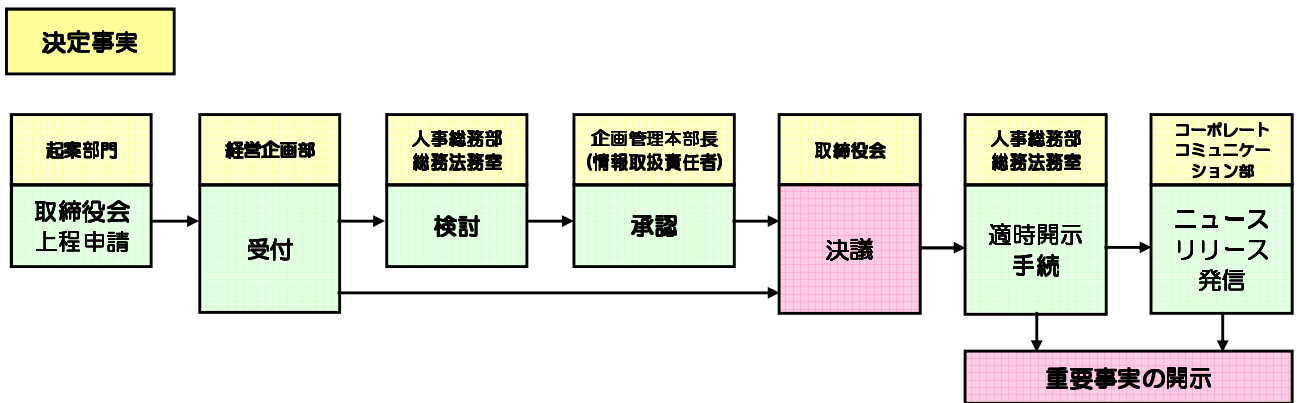 決定事実
起案部門
取締役会
上程申請
経営企画部
受付
人事総務部
総務法務室
検討
企画管理本部長
(情報取扱責任者)
承認
取締役会
決議
人事総務部
総務法務室
適時開示
手続
コーポレート
コミュニケー
ション部
ニュース
リリース
発信
重要事実の開示